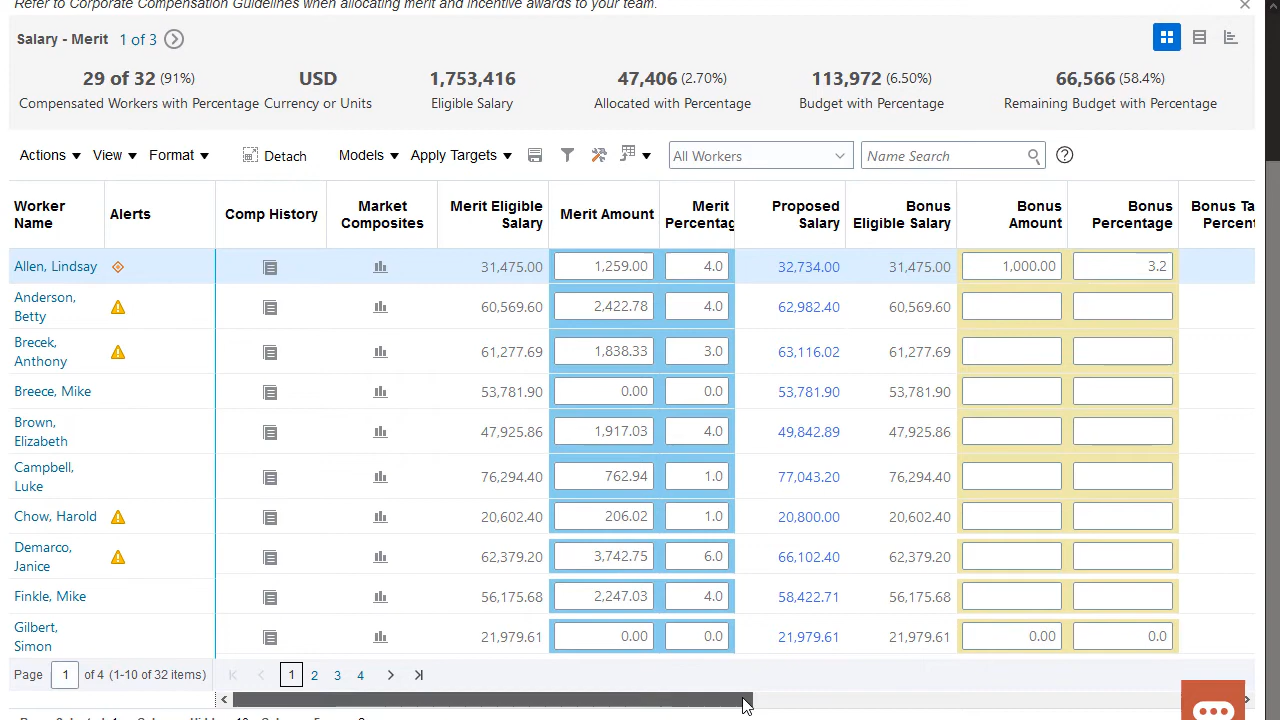 Refer to Corporate Compensation Guidelines when allocating merit and incentive awards to your team.
Salary - Merit 1 of 3
29 of 32 (91%) USD 1,753,416 47,406 (2.70%) 113,972 (6.50%) 66,566 (58.4%)
Compensated Workers with Percentage Currency or Units Eligible Salary Allocated with Percentage Budget with Percentage Remaining Budget with Percentage
Actions View Format Detach Models Apply Targets All Workers Name Search
Worker Name Alerts Comp History Market Composites Merit Eligible Salary Merit Amount Merit Percentag Proposed Salary Bonus Eligible Salary Bonus Amount Bonus Percentage Bonus Ta Percent
Allen, Lindsay 31,475.00 1,259.00 4.0 32,734.00 31,475.00 1,000.00 3.2
Anderson, Betty 60,569.60 2,422.78 4.0 62,982.40 60,569.60
Brecek, Anthony 61,277.69 1,838.33 3.0 63,116.02 61,277.69
Breece, Mike 53,781.90 0.00 0.0 53,781.90 53,781.90
Brown, Elizabeth 47,925.86 1,917.03 4.0 49,842.89 47,925.86
Campbell, Luke 76,294.40 762.94 1.0 77,043.20 76,294.40
Chow, Harold 20,602.40 206.02 1.0 20,800.00 20,602.40
Demarco, Janice 62,379.20 3,742.75 6.0 66,102.40 62,379.20
Finkle, Mike 56,175.68 2,247.03 4.0 58,422.71 56,175.68
Gilbert, Simon 21,979.61 0.00 0.0 21,979.61 21,979.61 0.00 0.0
Page 1 of 4 (1-10 of 32 items) 1 2 3 4